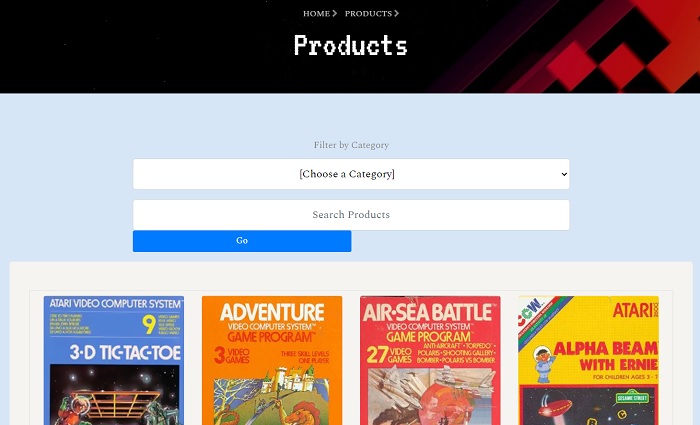 HOME PRODUCTS
Products
Filter by Category
[Choose a Category]
Search Products
Go
ATARI VIDEO COMPUTER SYSTEM™
9
3-D TIC-TAC-TOE
ADVENTURE
VIDEO COMPUTER SYSTEM™
GAME PROGRAM™
3 VIDEO GAMES
THREE SKILL LEVELS
ONE PLAYER
AIR-SEA BATTLE™
VIDEO COMPUTER SYSTEM™
GAME PROGRAM™
27 VIDEO GAMES
ANTI-AIRCRAFT • TORPEDO •
POLARIS • SHOOTING GALLERY •
BOMBER • POLARIS VS BOMBER
CCW
ATARI
ALPHA BEAM
WITH ERNIE
FOR CHILDREN AGES 3 - 7
SESAME STREET